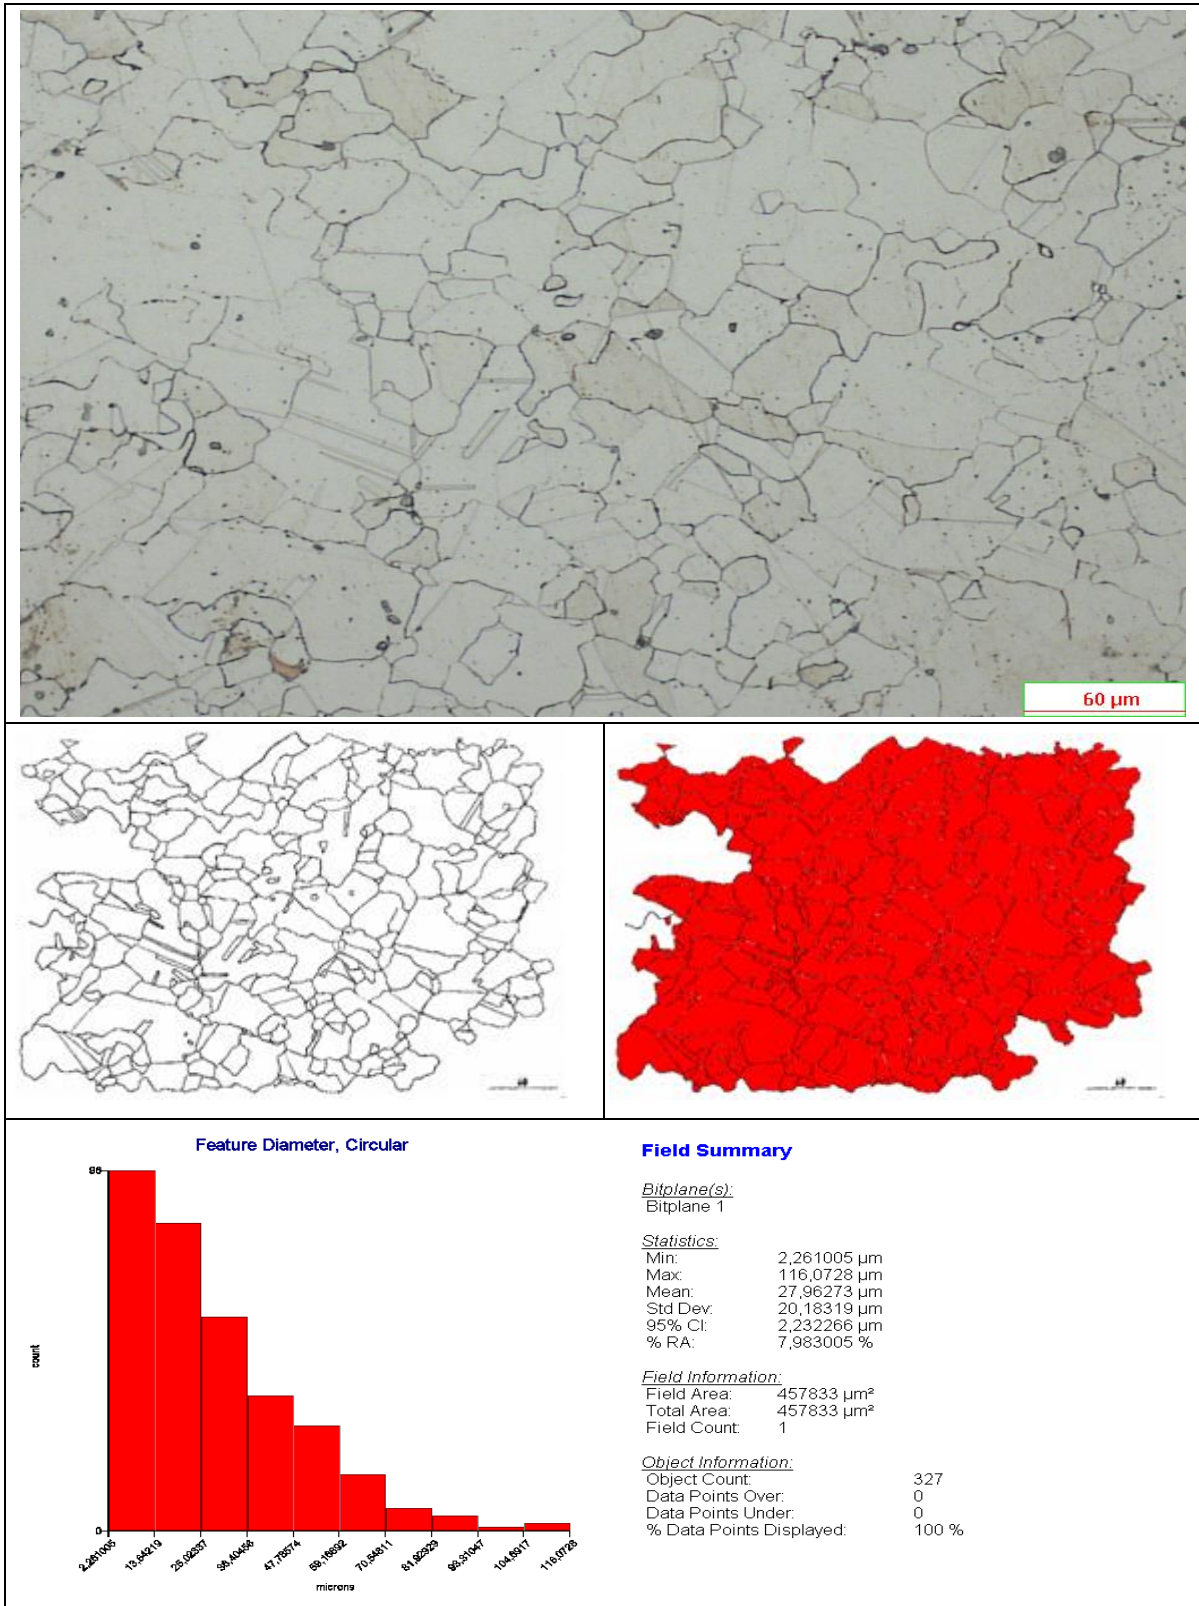 60 µm
60
60
Feature Diameter, Circular
96
count
0
2,261005 13,64219 25,02337 36,40456 47,78574 59,16692 70,54811 81,92929 93,31047 104,6917 116,0728
microns
Field Summary
Bitplane(s):
Bitplane 1
Statistics:
Min: 2,261005 µm
Max: 116,0728 µm
Mean: 27,96273 µm
Std Dev: 20,18319 µm
95% CI: 2,232266 µm
% RA: 7,983005 %
Field Information:
Field Area: 457833 µm²
Total Area: 457833 µm²
Field Count: 1
Object Information:
Object Count: 327
Data Points Over: 0
Data Points Under: 0
% Data Points Displayed: 100 %